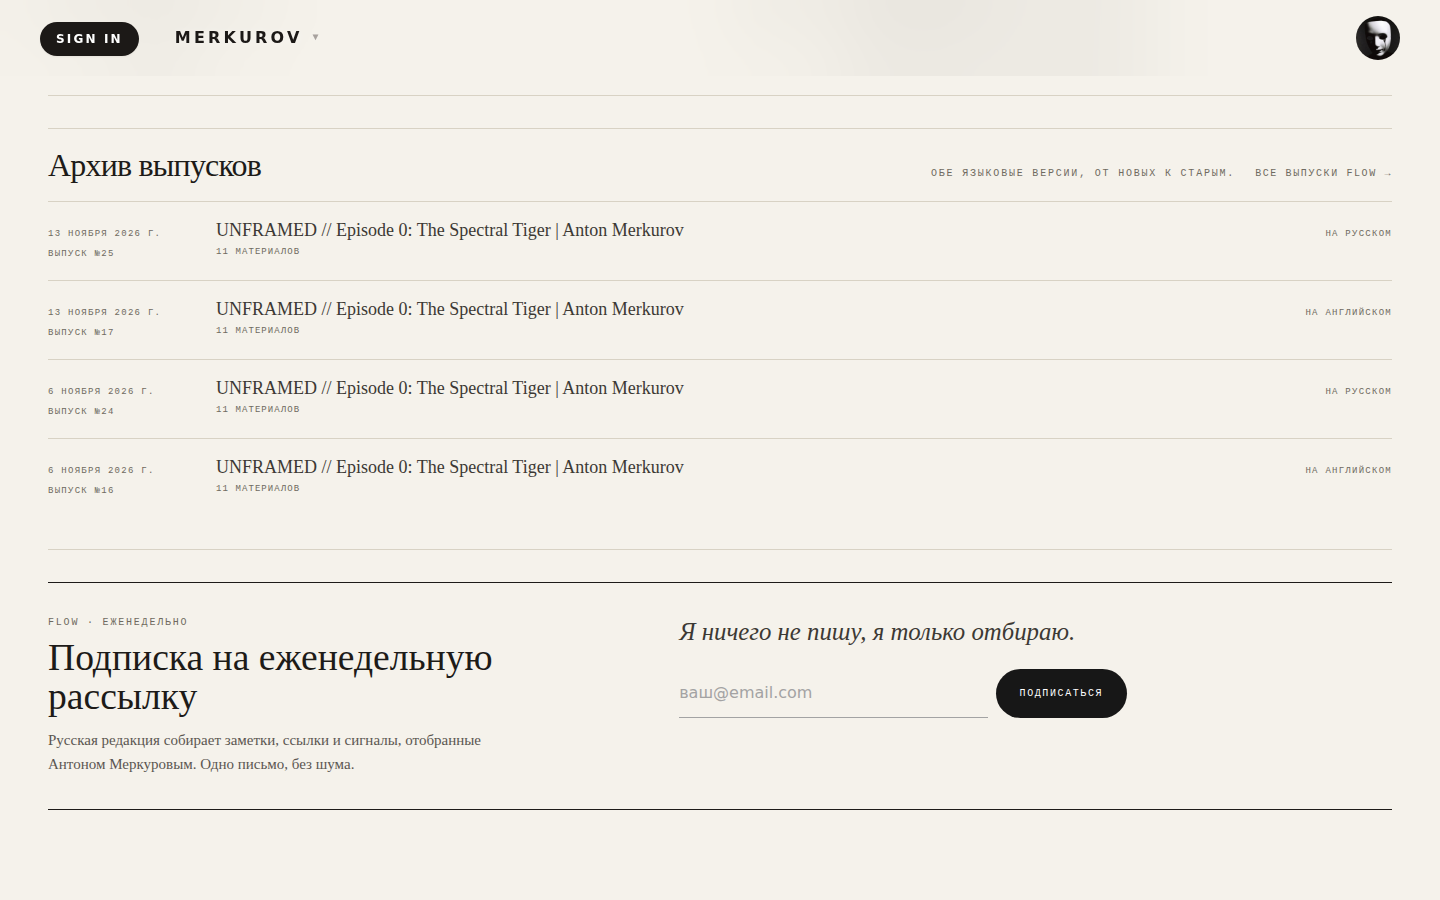 SIGN IN
MERKUROV ▼
Архив выпусков
ОБЕ ЯЗЫКОВЫЕ ВЕРСИИ, ОТ НОВЫХ К СТАРЫМ. ВСЕ ВЫПУСКИ FLOW →
13 НОЯБРЯ 2026 Г.
ВЫПУСК №25
UNFRAMED // Episode 0: The Spectral Tiger | Anton Merkurov
11 МАТЕРИАЛОВ
НА РУССКОМ
13 НОЯБРЯ 2026 Г.
ВЫПУСК №17
UNFRAMED // Episode 0: The Spectral Tiger | Anton Merkurov
11 МАТЕРИАЛОВ
НА АНГЛИЙСКОМ
6 НОЯБРЯ 2026 Г.
ВЫПУСК №24
UNFRAMED // Episode 0: The Spectral Tiger | Anton Merkurov
11 МАТЕРИАЛОВ
НА РУССКОМ
6 НОЯБРЯ 2026 Г.
ВЫПУСК №16
UNFRAMED // Episode 0: The Spectral Tiger | Anton Merkurov
11 МАТЕРИАЛОВ
НА АНГЛИЙСКОМ
FLOW · ЕЖЕНЕДЕЛЬНО
Подписка на еженедельную
рассылку
Русская редакция собирает заметки, ссылки и сигналы, отобранные
Антоном Меркуровым. Одно письмо, без шума.
Я ничего не пишу, я только отбираю.
ваш@email.com
ПОДПИСАТЬСЯ